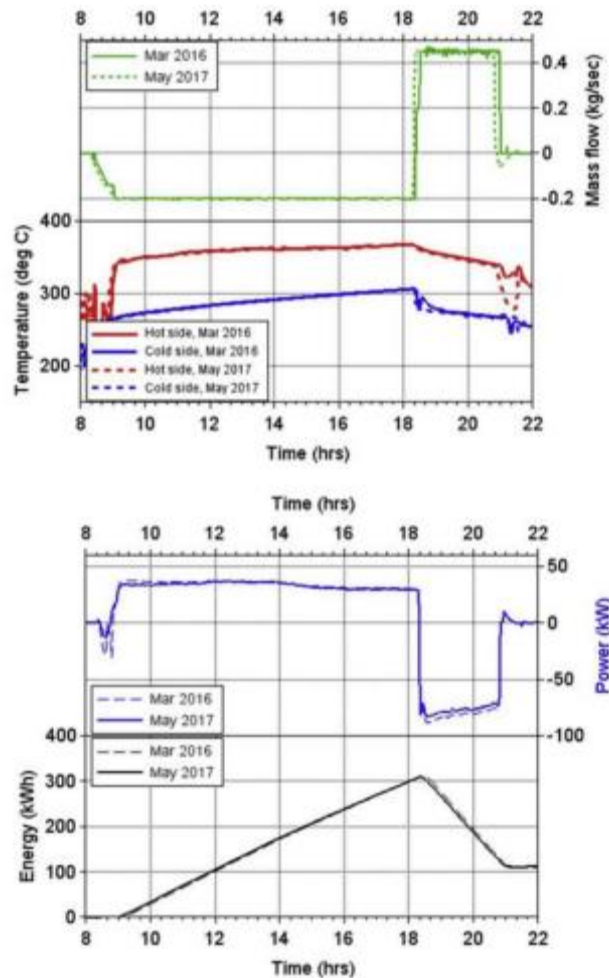 8 10 12 14 16 18 20 22
Mar 2016
May 2017
0.4
0.2
0
-0.2
Mass flow (kg/sec)
400
300
200
Temperature (deg C)
Hot side, Mar 2016
Cold side, Mar 2016
Hot side, May 2017
Cold side, May 2017
8 10 12 14 16 18 20 22
Time (hrs)
Time (hrs)
8 10 12 14 16 18 20 22
50
0
-50
-100
Power (kW)
Mar 2016
May 2017
Mar 2016
May 2017
400
300
200
100
0
Energy (kWh)
8 10 12 14 16 18 20 22
Time (hrs)